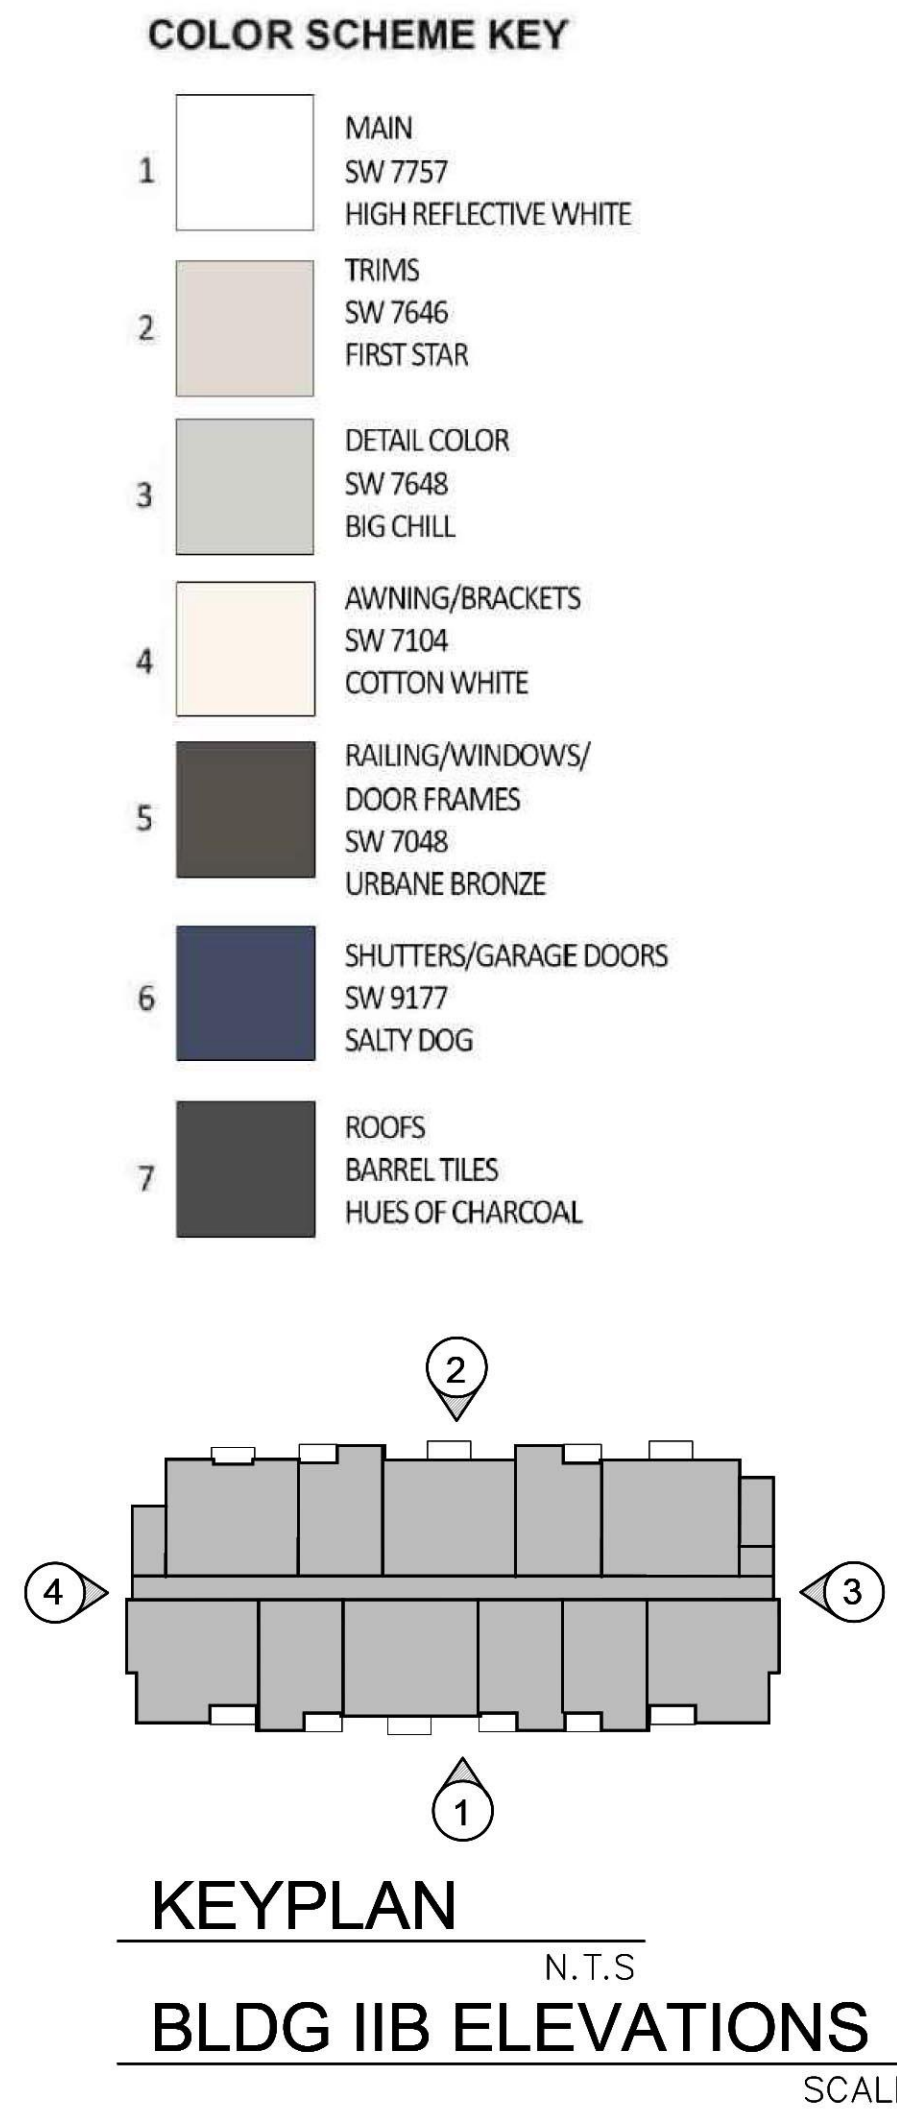 COLOR SCHEME KEY
1
MAIN
SW 7757
HIGH REFLECTIVE WHITE
2
TRIMS
SW 7646
FIRST STAR
3
DETAIL COLOR
SW 7648
BIG CHILL
4
AWNING/BRACKETS
SW 7104
COTTON WHITE
5
RAILING/WINDOWS/
DOOR FRAMES
SW 7048
URBANE BRONZE
6
SHUTTERS/GARAGE DOORS
SW 9177
SALTY DOG
7
ROOFS
BARREL TILES
HUES OF CHARCOAL
2
4
3
1
KEYPLAN
N.T.S
BLDG IIB ELEVATIONS